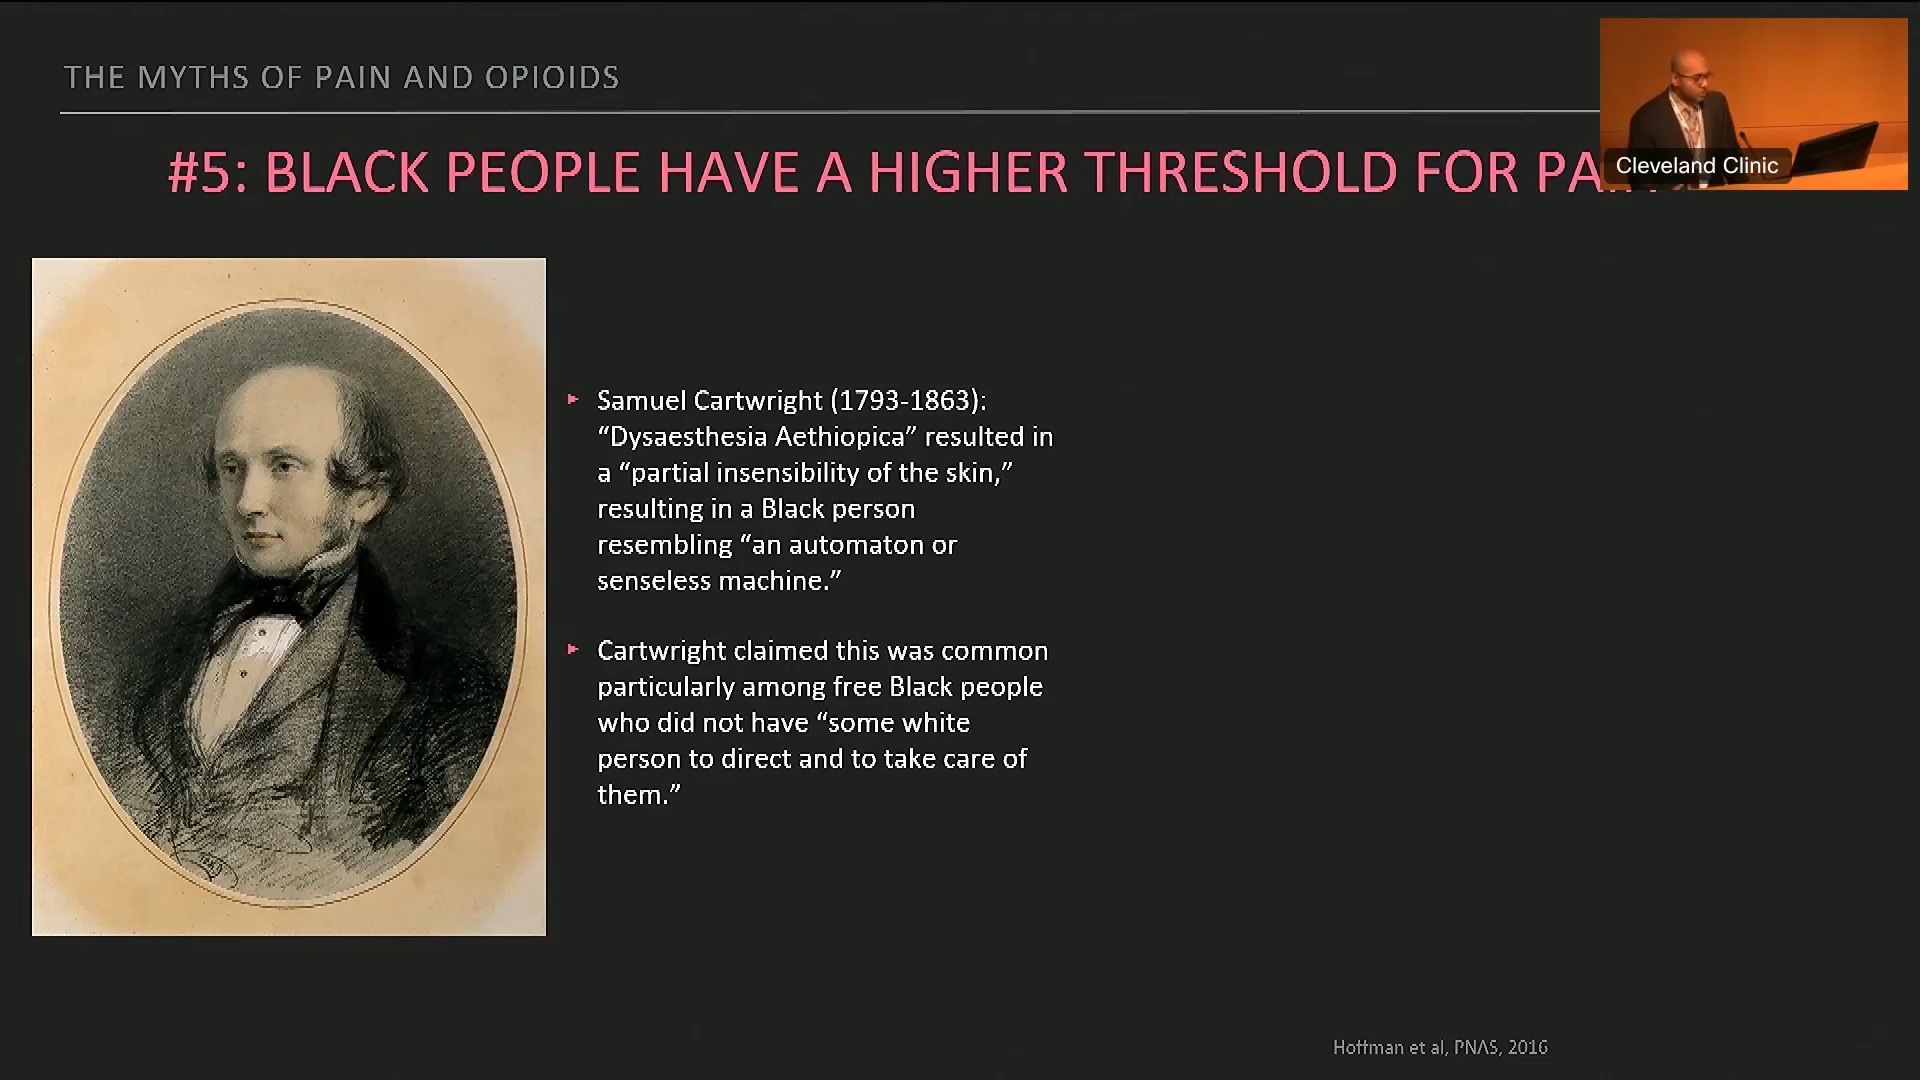 THE MYTHS OF PAIN AND OPIOIDS
#5: BLACK PEOPLE HAVE A HIGHER THRESHOLD FOR
Cleveland Clinic
▸ Samuel Cartwright (1793-1863):
“Dysaesthesia Aethiopica” resulted in
a “partial insensibility of the skin,”
resulting in a Black person
resembling “an automaton or
senseless machine.”
▸ Cartwright claimed this was common
particularly among free Black people
who did not have “some white
person to direct and to take care of
them.”
Hoffman et al, PNAS, 2016